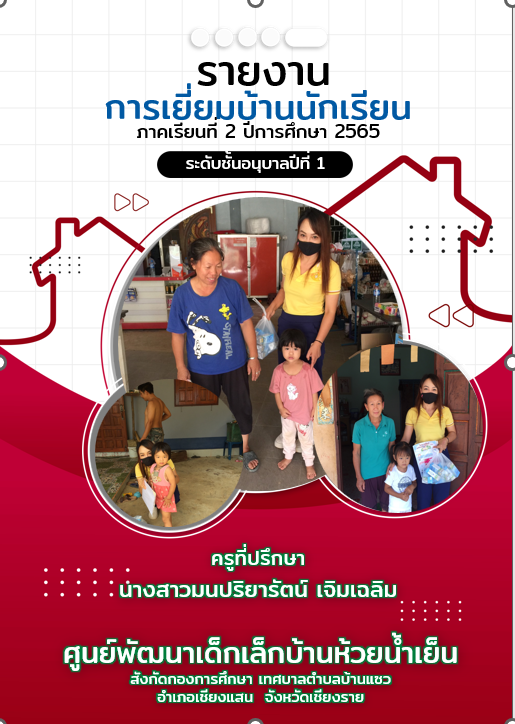 รายงาน
การเยี่ยมบ้านนักเรียน
ภาคเรียนที่ 2 ปีการศึกษา 2565
ระดับชั้นอนุบาลปีที่ 1
ครูที่ปรึกษา
นางสาวมนปริยารัตน์ เจิมเฉลิม
ศูนย์พัฒนาเด็กเล็กบ้านห้วยน้ำเย็น
สังกัดกองการศึกษา เทศบาลตำบลบ้านแซว
อำเภอเชียงแสน จังหวัดเชียงราย